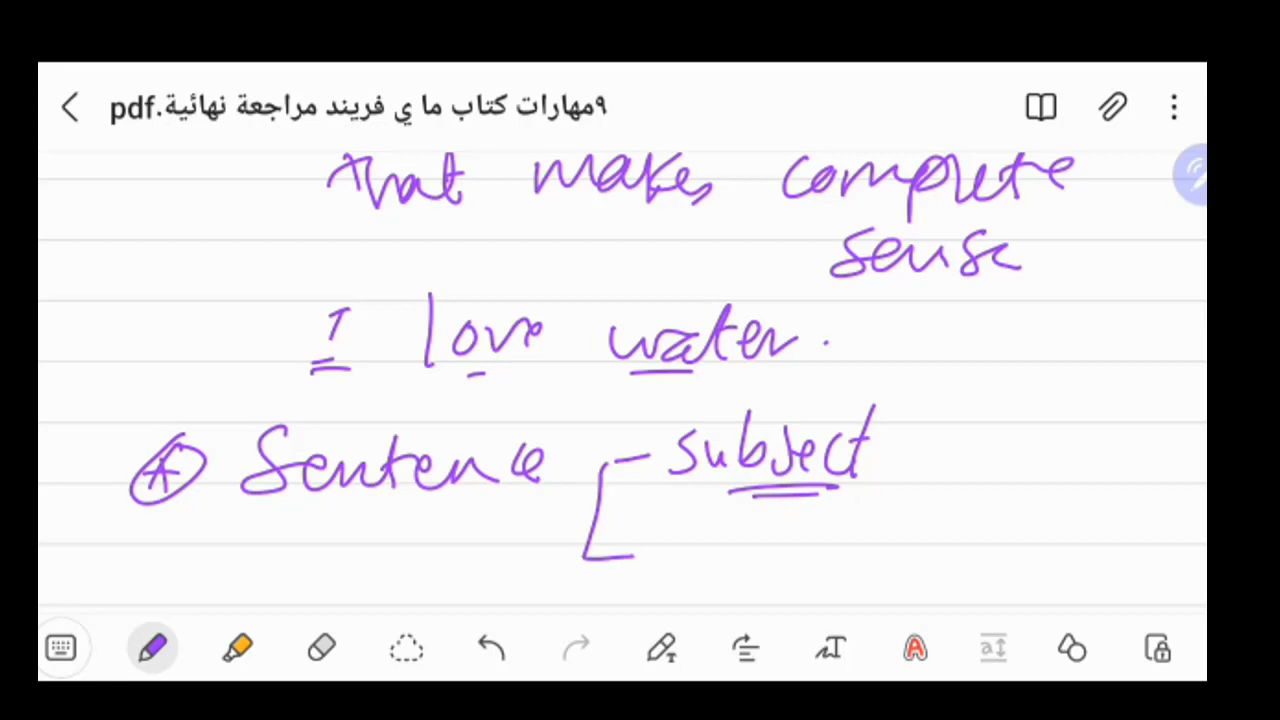 ٩مهارات كتاب ما ي فريند مراجعة نهائية.pdf
that makes complete
sense
I love water.
Sentence - subject